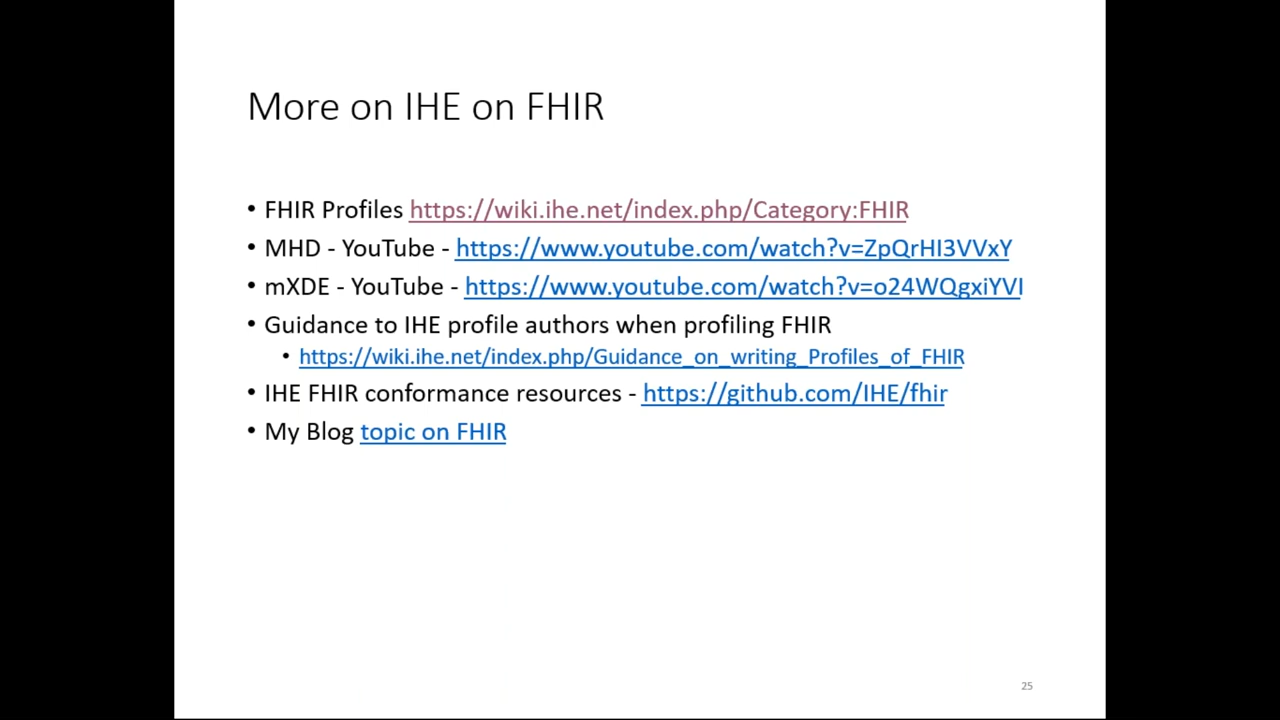 More on IHE on FHIR
• FHIR Profiles https://wiki.ihe.net/index.php/Category:FHIR
• MHD - YouTube - https://www.youtube.com/watch?v=ZpQrHI3VVxY
• mXDE - YouTube - https://www.youtube.com/watch?v=o24WQgxiYVI
• Guidance to IHE profile authors when profiling FHIR
• https://wiki.ihe.net/index.php/Guidance_on_writing_Profiles_of_FHIR
• IHE FHIR conformance resources - https://github.com/IHE/fhir
• My Blog topic on FHIR
25